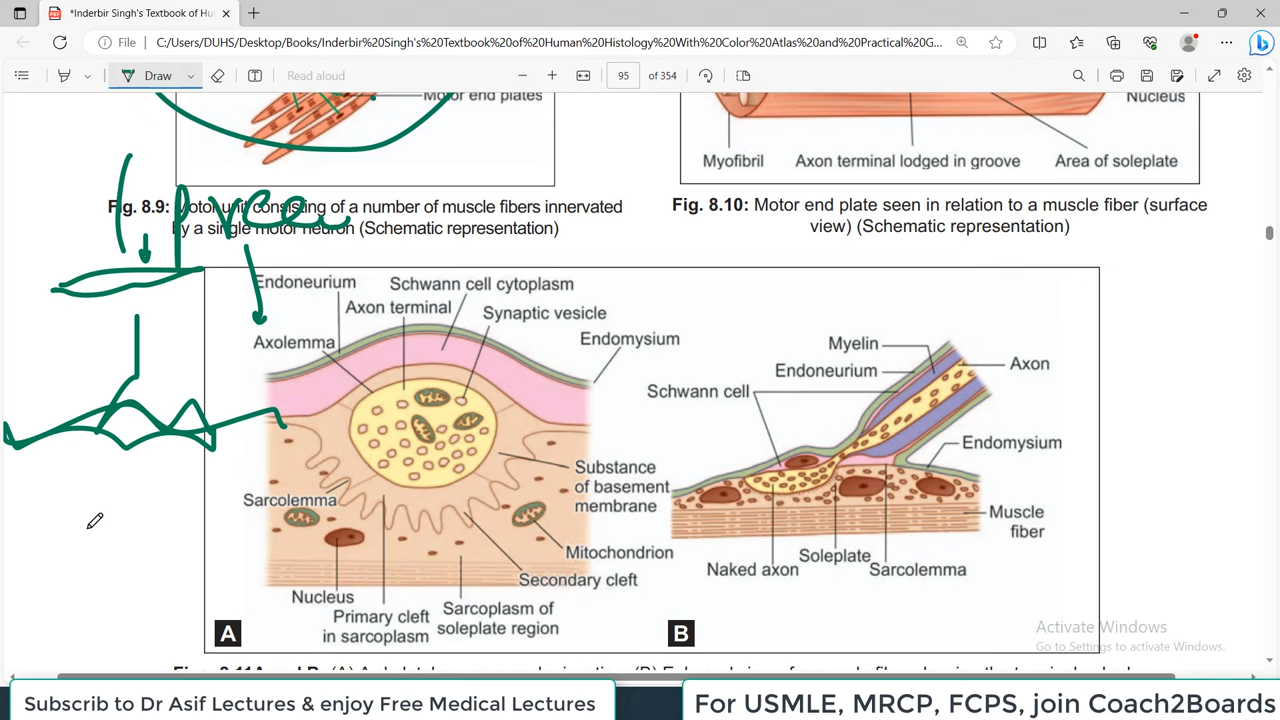 *Inderbir Singh's Textbook of Hu
File
C:/Users/DUHS/Desktop/Books/Inderbir%20Singh's%20Textbook%20of%20Human%20Histology%20With%20Color%20Atlas%20and%20Practical%20G...
Draw
Read aloud
95 of 354
Motor end plates
Nucleus
Myofibril
Axon terminal lodged in groove
Area of soleplate
Fig. 8.9: Motor unit consisting of a number of muscle fibers innervated
by a single motor neuron (Schematic representation)
Fig. 8.10: Motor end plate seen in relation to a muscle fiber (surface
view) (Schematic representation)
Endoneurium
Schwann cell cytoplasm
Axon terminal
Synaptic vesicle
Axolemma
Endomysium
Substance
of basement
membrane
Sarcolemma
Mitochondrion
Secondary cleft
Nucleus
Primary cleft
in sarcoplasm
Sarcoplasm of
soleplate region
A
Myelin
Axon
Endoneurium
Schwann cell
Endomysium
Muscle
fiber
Soleplate
Naked axon
Sarcolemma
B
Activate Windows
Go to Settings to activate Windows.
Subscrib to Dr Asif Lectures & enjoy Free Medical Lectures
For USMLE, MRCP, FCPS, join Coach2Boards